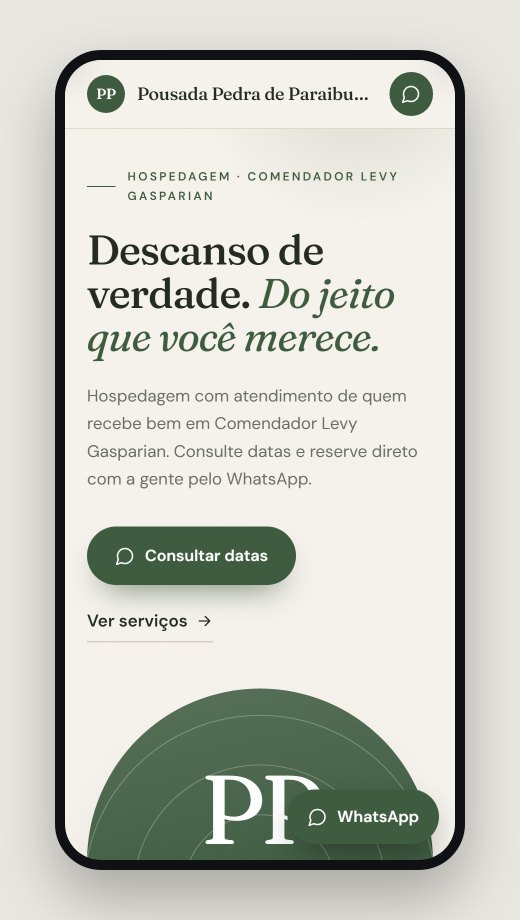 PP Pousada Pedra de Paraibu...
HOSPEDAGEM · COMENDADOR LEVY
GASPARIAN
Descanso de
verdade. Do jeito
que você merece.
Hospedagem com atendimento de quem
recebe bem em Comendador Levy
Gasparian. Consulte datas e reserve direto
com a gente pelo WhatsApp.
Consultar datas
Ver serviços →
PP
WhatsApp